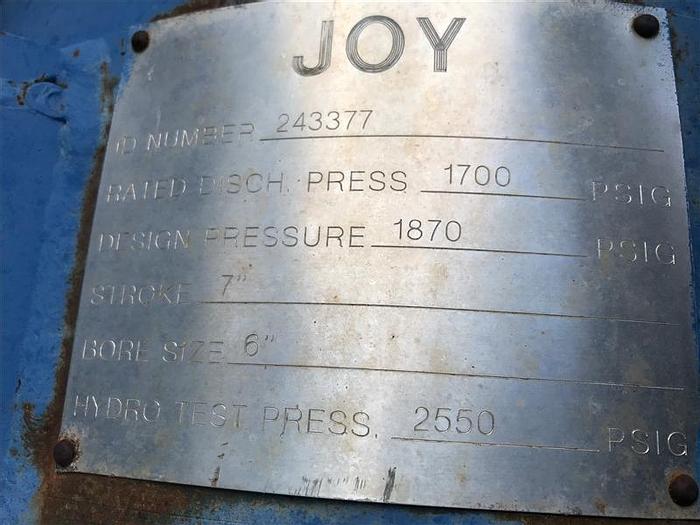 JOY
ID NUMBER 243377
RATED DISCH. PRESS 1700 PSIG
DESIGN PRESSURE 1870 PSIG
STROKE 7"
BORE SIZE 6"
HYDRO TEST PRESS. 2550 PSIG